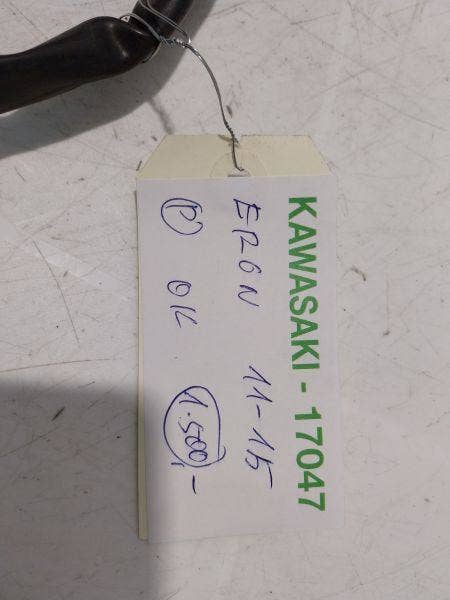 KAWASAKI - 17047
ER6N 11-15
P OK 1.500,-